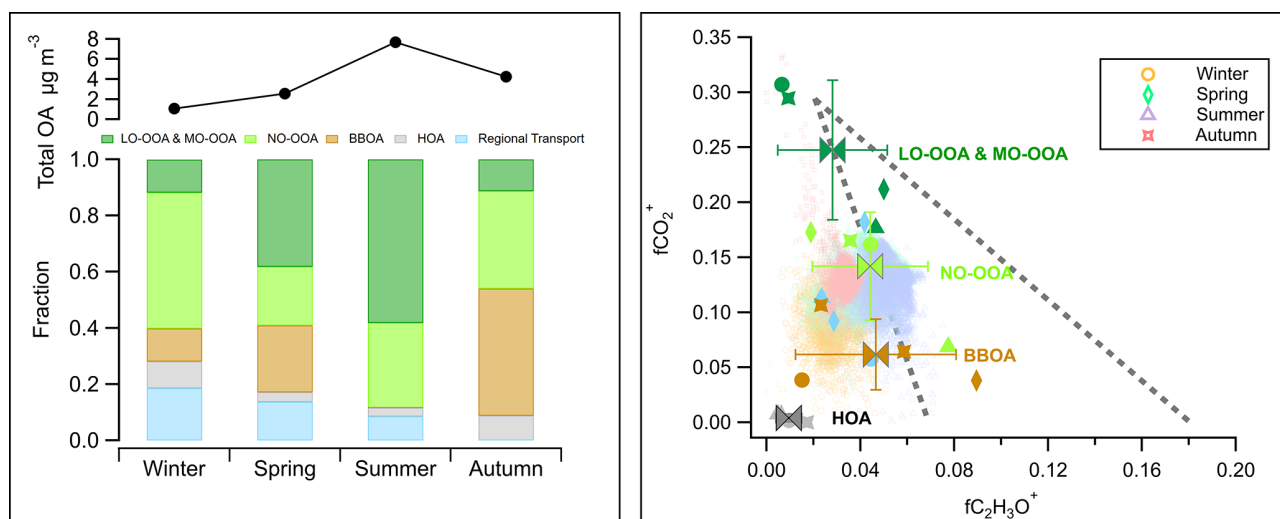 Total OA µg m⁻³
8
6
4
2
0
LO-OOA & MO-OOA NO-OOA BBOA HOA Regional Transport
Fraction
1.0
0.8
0.6
0.4
0.2
0.0
Winter Spring Summer Autumn
fCO₂⁺
0.35
0.30
0.25
0.20
0.15
0.10
0.05
0.00
Winter
Spring
Summer
Autumn
LO-OOA & MO-OOA
NO-OOA
BBOA
HOA
0.00 0.04 0.08 0.12 0.16 0.20
fC₂H₃O⁺